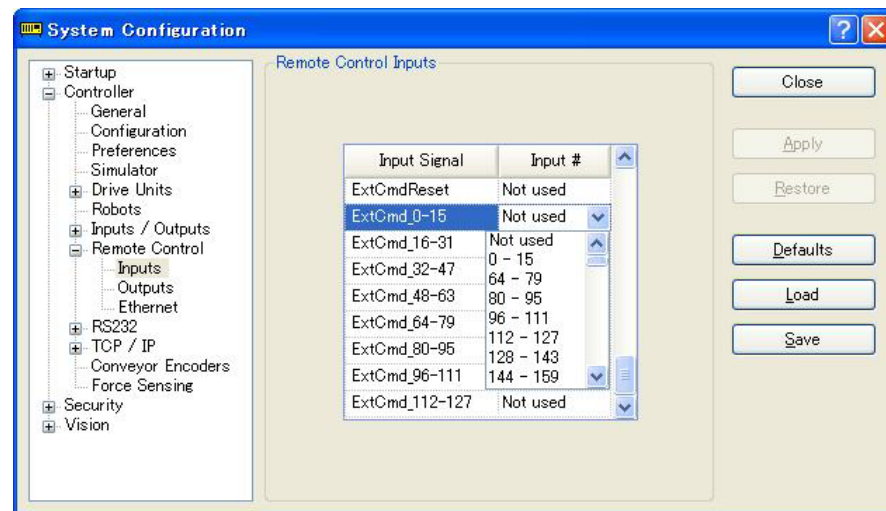 System Configuration
Startup
Controller
General
Configuration
Preferences
Simulator
Drive Units
Robots
Inputs / Outputs
Remote Control
Inputs
Outputs
Ethernet
RS232
TCP / IP
Conveyor Encoders
Force Sensing
Security
Vision
Remote Control Inputs
Input Signal Input #
ExtCmdReset Not used
ExtCmd_0-15 Not used
ExtCmd_16-31
ExtCmd_32-47
ExtCmd_48-63
ExtCmd_64-79
ExtCmd_80-95
ExtCmd_96-111
ExtCmd_112-127 Not used
Not used
0 - 15
64 - 79
80 - 95
96 - 111
112 - 127
128 - 143
144 - 159
Close
Apply
Restore
Defaults
Load
Save